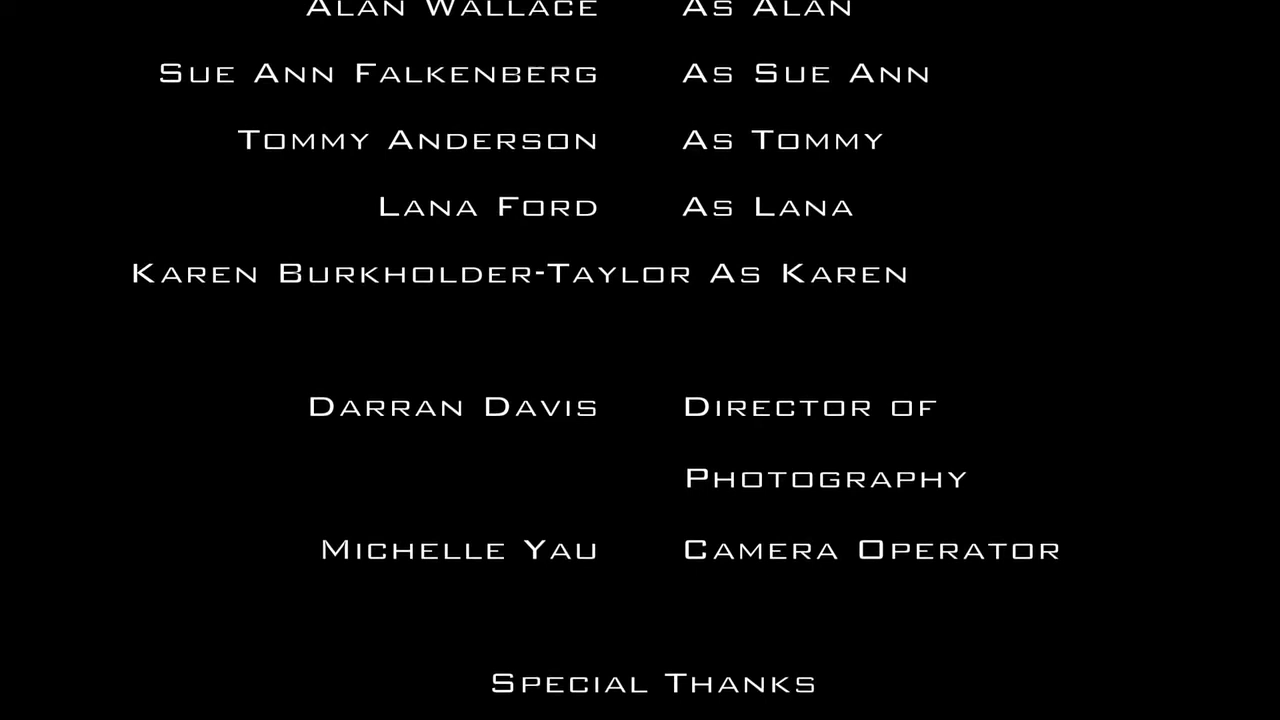 Alan Wallace As Alan
Sue Ann Falkenberg As Sue Ann
Tommy Anderson As Tommy
Lana Ford As Lana
Karen Burkholder-Taylor As Karen
Darran Davis Director of
Photography
Michelle Yau Camera Operator
Special Thanks